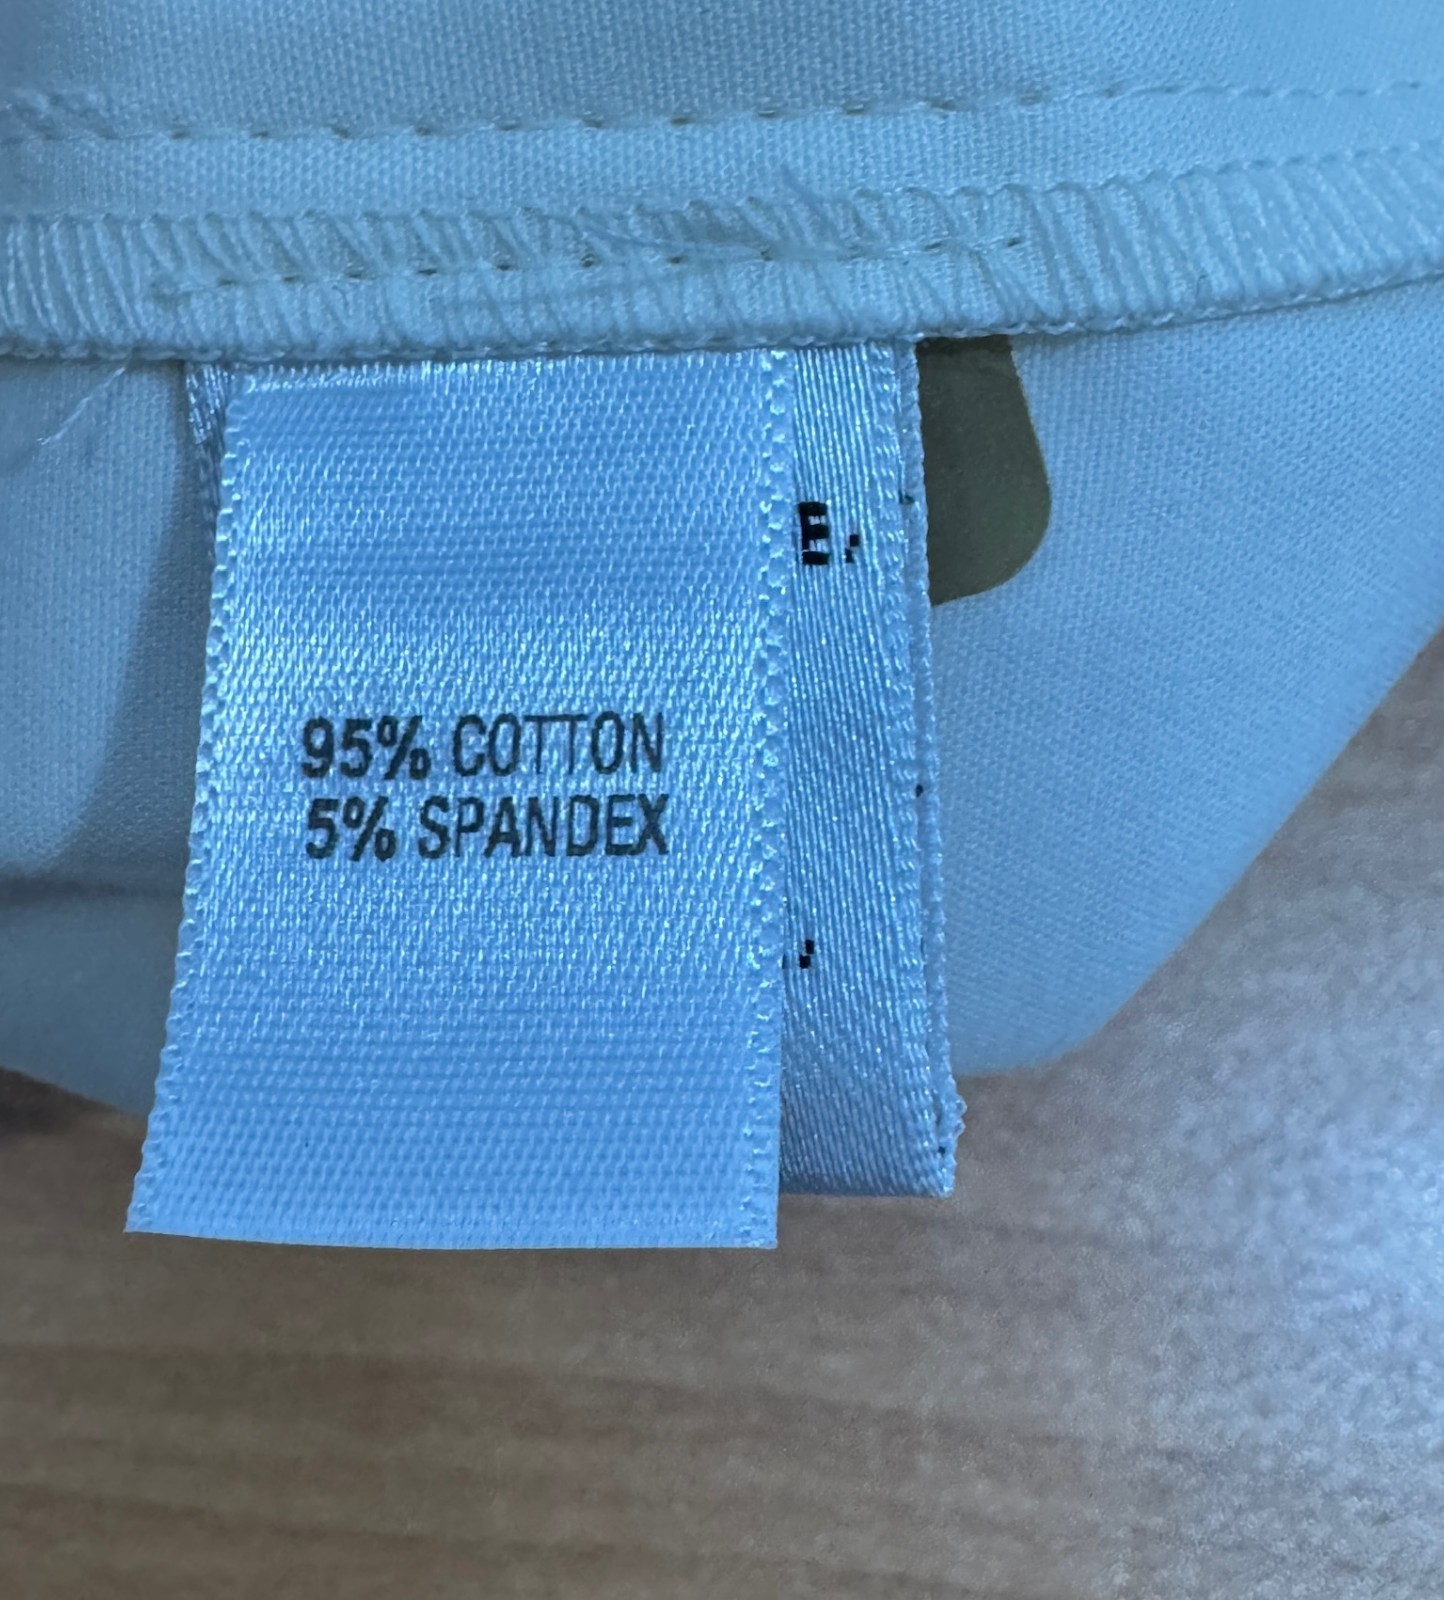 95% COTTON
5% SPANDEX
E,